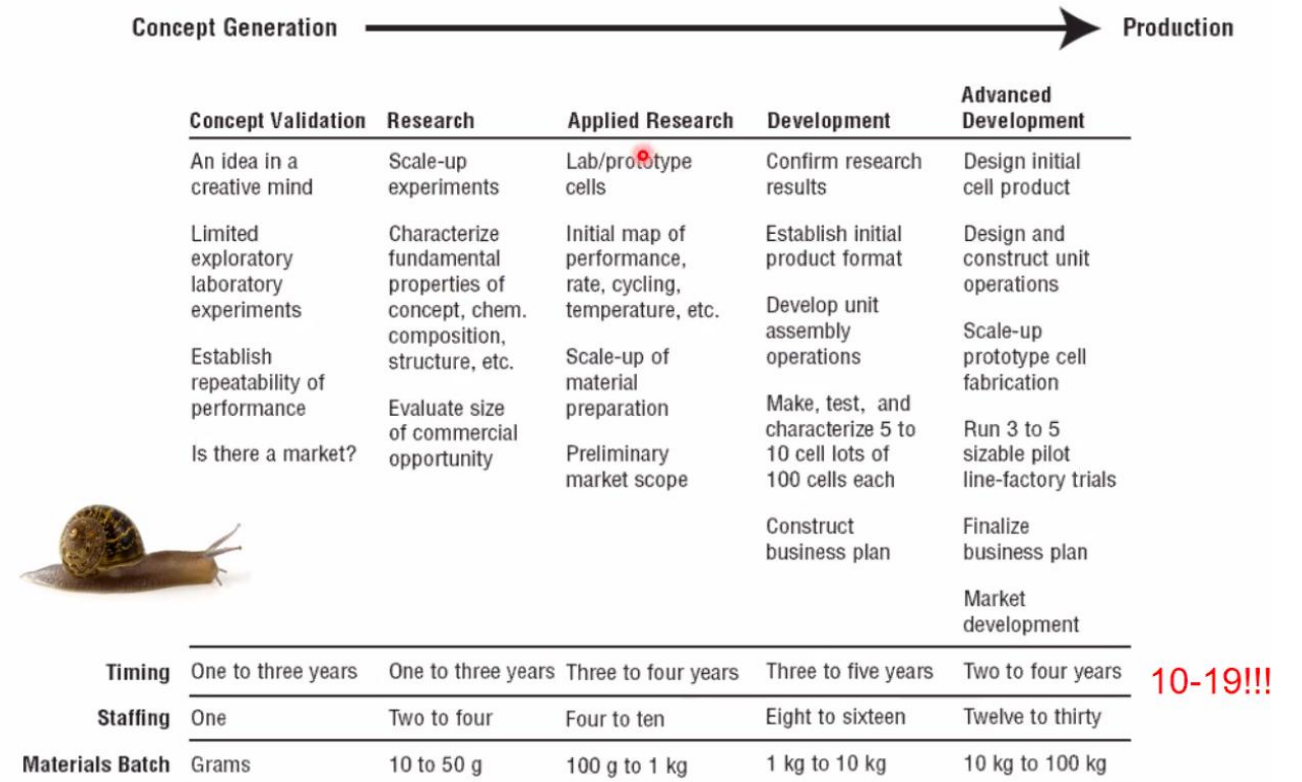 Concept Generation Production
Concept Validation Research Applied Research Development Advanced Development
An idea in a
creative mind
Limited
exploratory
laboratory
experiments
Establish
repeatability of
performance
Is there a market?
Scale-up
experiments
Characterize
fundamental
properties of
concept, chem.
composition,
structure, etc.
Evaluate size
of commercial
opportunity
Lab/prototype
cells
Initial map of
performance,
rate, cycling,
temperature, etc.
Scale-up of
material
preparation
Preliminary
market scope
Confirm research
results
Establish initial
product format
Develop unit
assembly
operations
Make, test, and
characterize 5 to
10 cell lots of
100 cells each
Construct
business plan
Design initial
cell product
Design and
construct unit
operations
Scale-up
prototype cell
fabrication
Run 3 to 5
sizable pilot
line-factory trials
Finalize
business plan
Market
development
Timing One to three years One to three years Three to four years Three to five years Two to four years 10-19!!!
Staffing One Two to four Four to ten Eight to sixteen Twelve to thirty
Materials Batch Grams 10 to 50 g 100 g to 1 kg 1 kg to 10 kg 10 kg to 100 kg